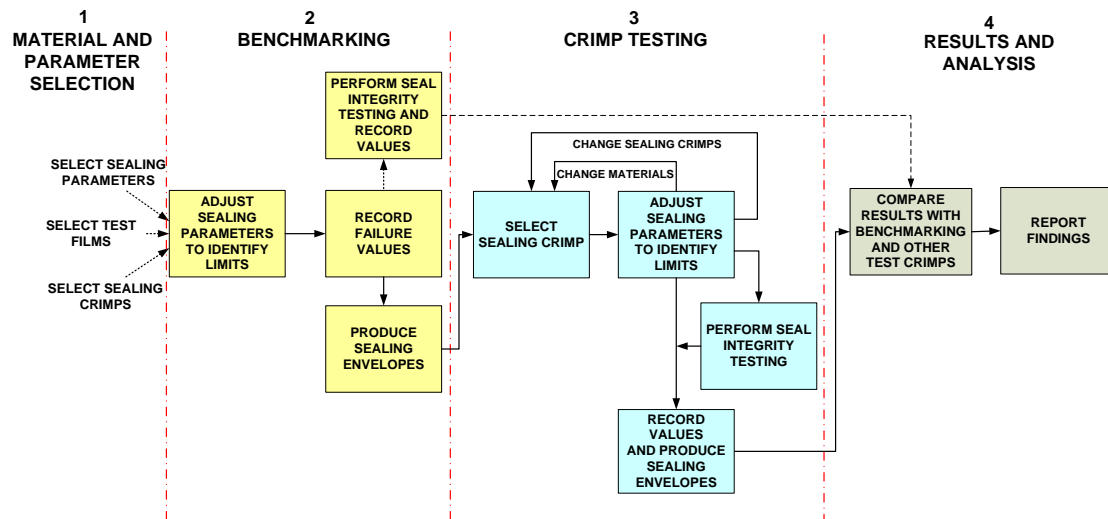 1
MATERIAL AND
PARAMETER
SELECTION
2
BENCHMARKING
3
CRIMP TESTING
4
RESULTS AND
ANALYSIS
SELECT SEALING
PARAMETERS
SELECT TEST
FILMS
SELECT SEALING
CRIMPS
ADJUST
SEALING
PARAMETERS
TO IDENTIFY
LIMITS
PERFORM SEAL
INTEGRITY
TESTING AND
RECORD
VALUES
RECORD
FAILURE
VALUES
PRODUCE
SEALING
ENVELOPES
CHANGE SEALING CRIMPS
CHANGE MATERIALS
SELECT
SEALING CRIMP
ADJUST
SEALING
PARAMETERS
TO IDENTIFY
LIMITS
PERFORM SEAL
INTEGRITY
TESTING
RECORD
VALUES
AND PRODUCE
SEALING
ENVELOPES
COMPARE
RESULTS WITH
BENCHMARKING
AND OTHER
TEST CRIMPS
REPORT
FINDINGS